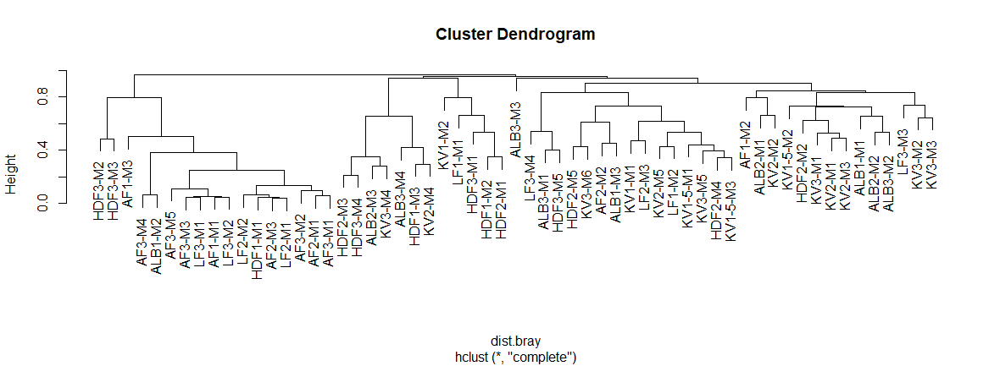 Cluster Dendrogram
Height
0.0
0.4
0.8
HDF3-M2
HDF3-M3
AF1-M3
AF3-M4
ALB1-M2
AF3-M5
AF3-M3
LF3-M1
AF1-M1
LF3-M2
LF2-M2
HDF1-M1
AF2-M3
LF2-M1
AF3-M2
AF2-M1
AF3-M1
HDF2-M3
HDF3-M4
ALB2-M3
KV3-M4
ALB3-M4
HDF1-M3
KV2-M4
KV1-M2
LF1-M1
HDF3-M1
HDF1-M2
HDF2-M1
ALB3-M3
LF3-M4
ALB3-M1
HDF3-M5
HDF2-M5
KV3-M6
AF2-M2
ALB1-M3
KV1-M1
LF2-M3
KV2-M5
LF1-M2
KV1-5-M1
KV3-M5
HDF2-M4
KV1-5-M3
AF1-M2
ALB2-M1
KV2-M2
KV1-5-M2
HDF2-M2
KV3-M1
KV2-M1
KV2-M3
ALB1-M1
ALB2-M2
ALB3-M2
LF3-M3
KV3-M2
KV3-M3
dist.bray
hclust (*, "complete")